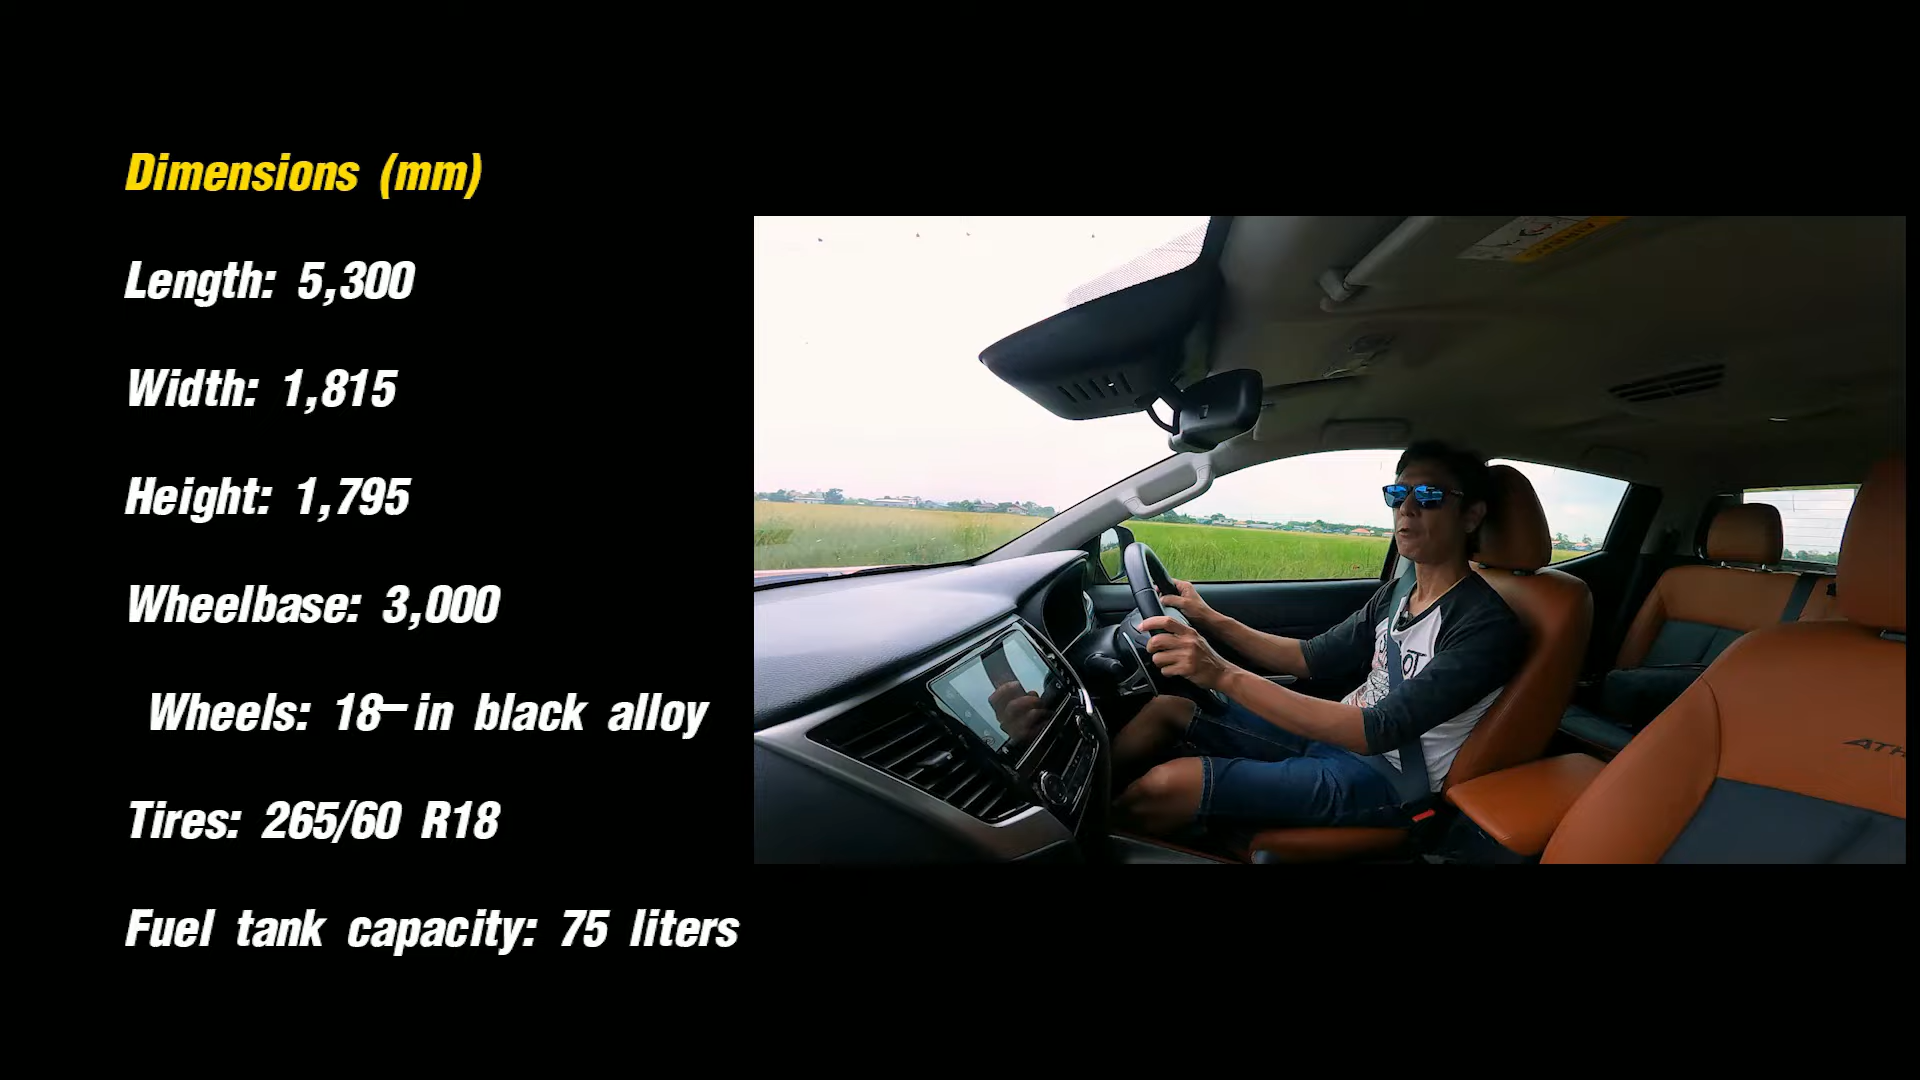 Dimensions (mm)
Length: 5,300
Width: 1,815
Height: 1,795
Wheelbase: 3,000
Wheels: 18-in black alloy
Tires: 265/60 R18
Fuel tank capacity: 75 liters